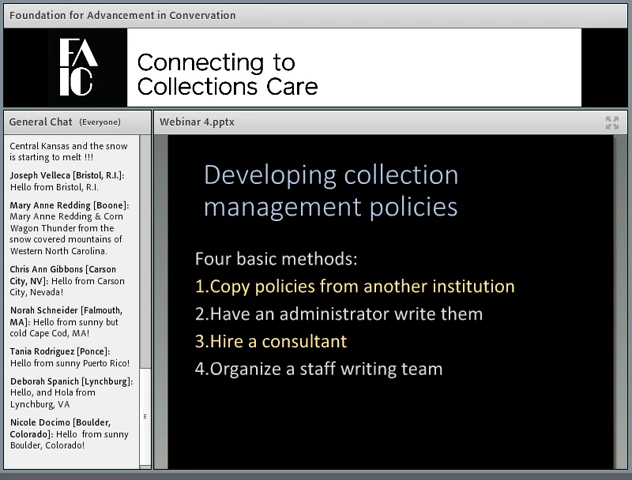 Foundation for Advancement in Convervation
FA
IC
Connecting to
Collections Care
General Chat (Everyone)
Central Kansas and the snow
is starting to melt !!!
Joseph Velleca [Bristol, R.I.]:
Hello from Bristol, R.I.
Mary Anne Redding [Boone]:
Mary Anne Redding & Corn
Wagon Thunder from the
snow covered mountains of
Western North Carolina.
Chris Ann Gibbons [Carson
City, NV]: Hello from Carson
City, Nevada!
Norah Schneider [Falmouth,
MA]: Hello from sunny but
cold Cape Cod, MA!
Tania Rodriguez [Ponce]:
Hello from sunny Puerto Rico!
Deborah Spanich [Lynchburg]:
Hello, and Hola from
Lynchburg, VA
Nicole Docimo [Boulder,
Colorado]: Hello from sunny
Boulder, Colorado!
Webinar 4.pptx
Developing collection
management policies
Four basic methods:
1.Copy policies from another institution
2.Have an administrator write them
3.Hire a consultant
4.Organize a staff writing team